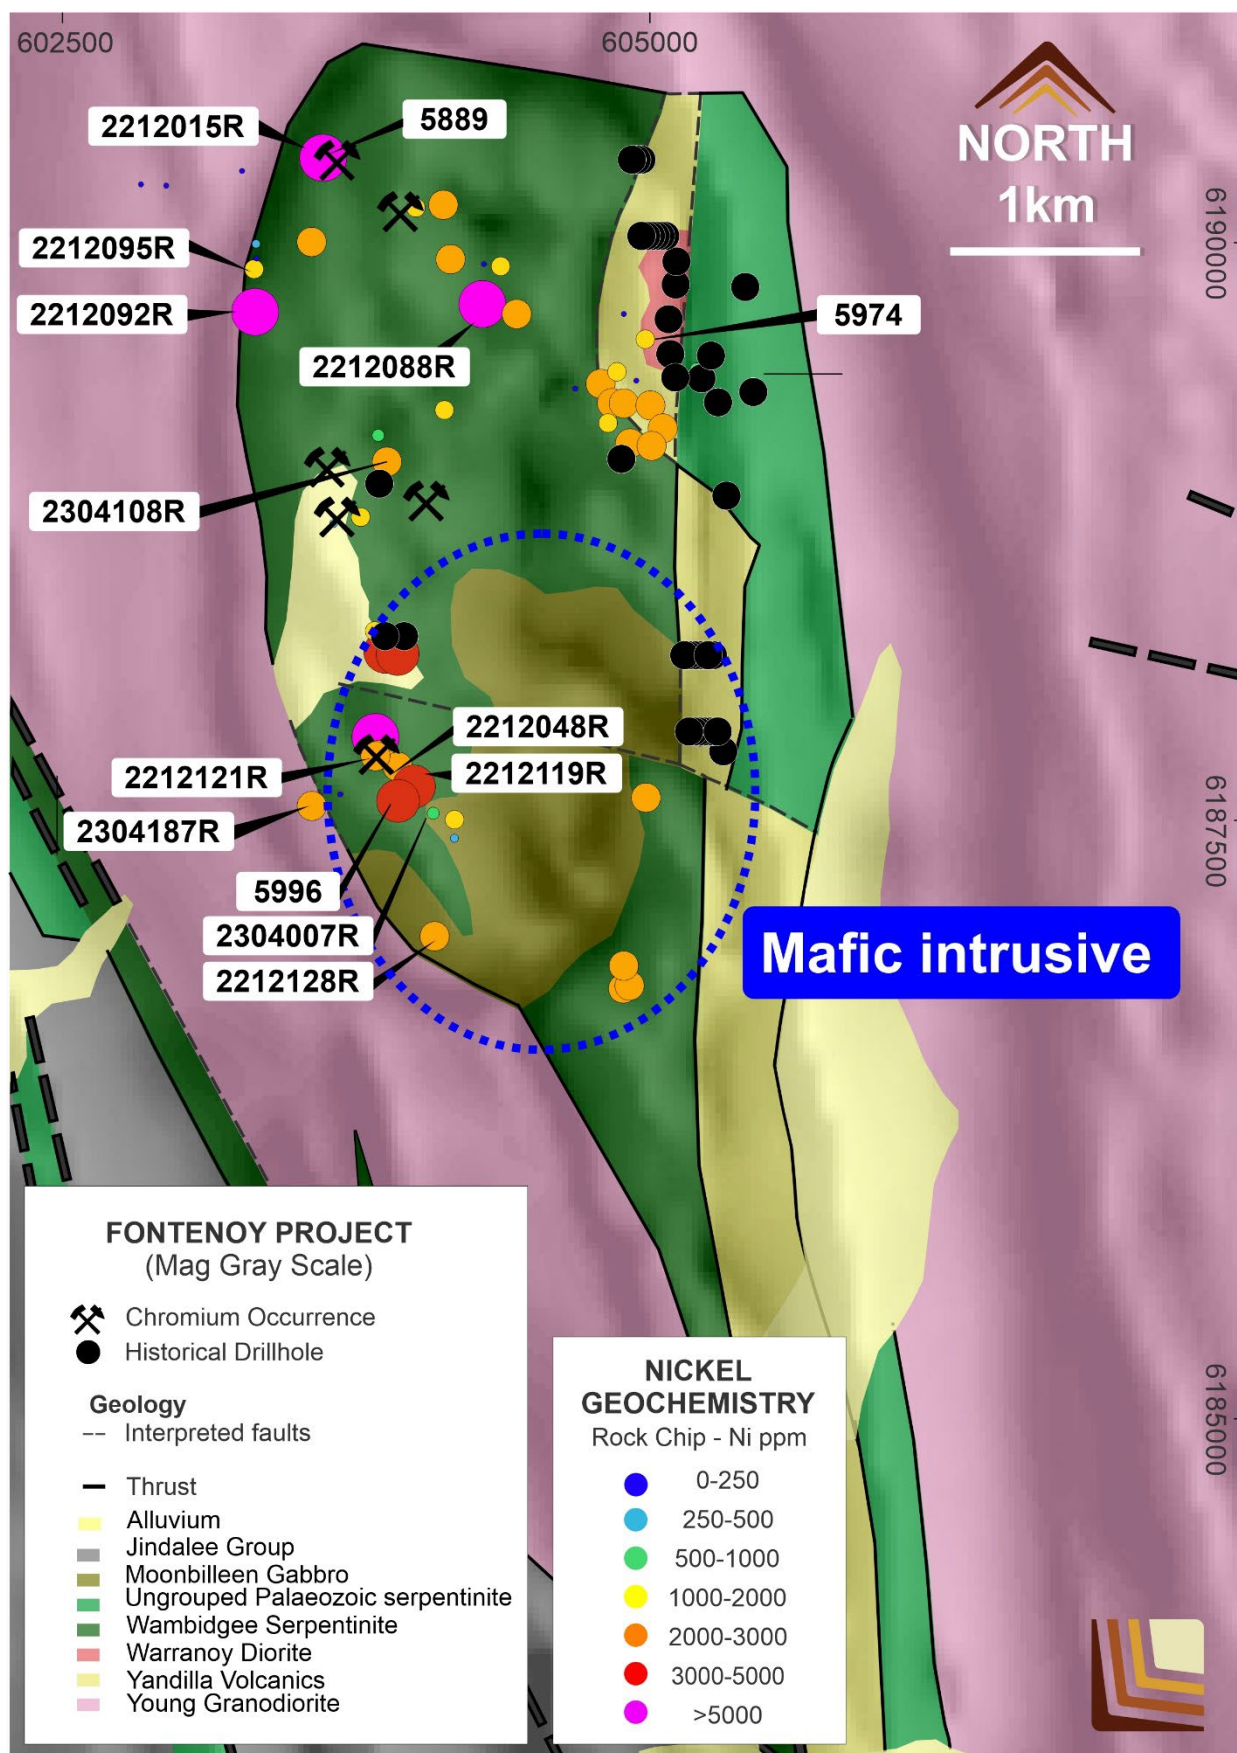 602500
605000
NORTH
1km
2212015R
5889
6190000
2212095R
2212092R
5974
2212088R
2304108R
2212048R
2212121R
2212119R
2304187R
6187500
5996
2304007R
Mafic intrusive
2212128R
FONTENOY PROJECT
(Mag Gray Scale)
Chromium Occurrence
Historical Drillhole
Geology
Interpreted faults
Thrust
Alluvium
Jindalee Group
Moonbilleen Gabbro
Ungrouped Palaeozoic serpentinite
Wambidgee Serpentinite
Warranoy Diorite
Yandilla Volcanics
Young Granodiorite
NICKEL
GEOCHEMISTRY
Rock Chip - Ni ppm
0-250
250-500
500-1000
1000-2000
2000-3000
3000-5000
>5000
6185000